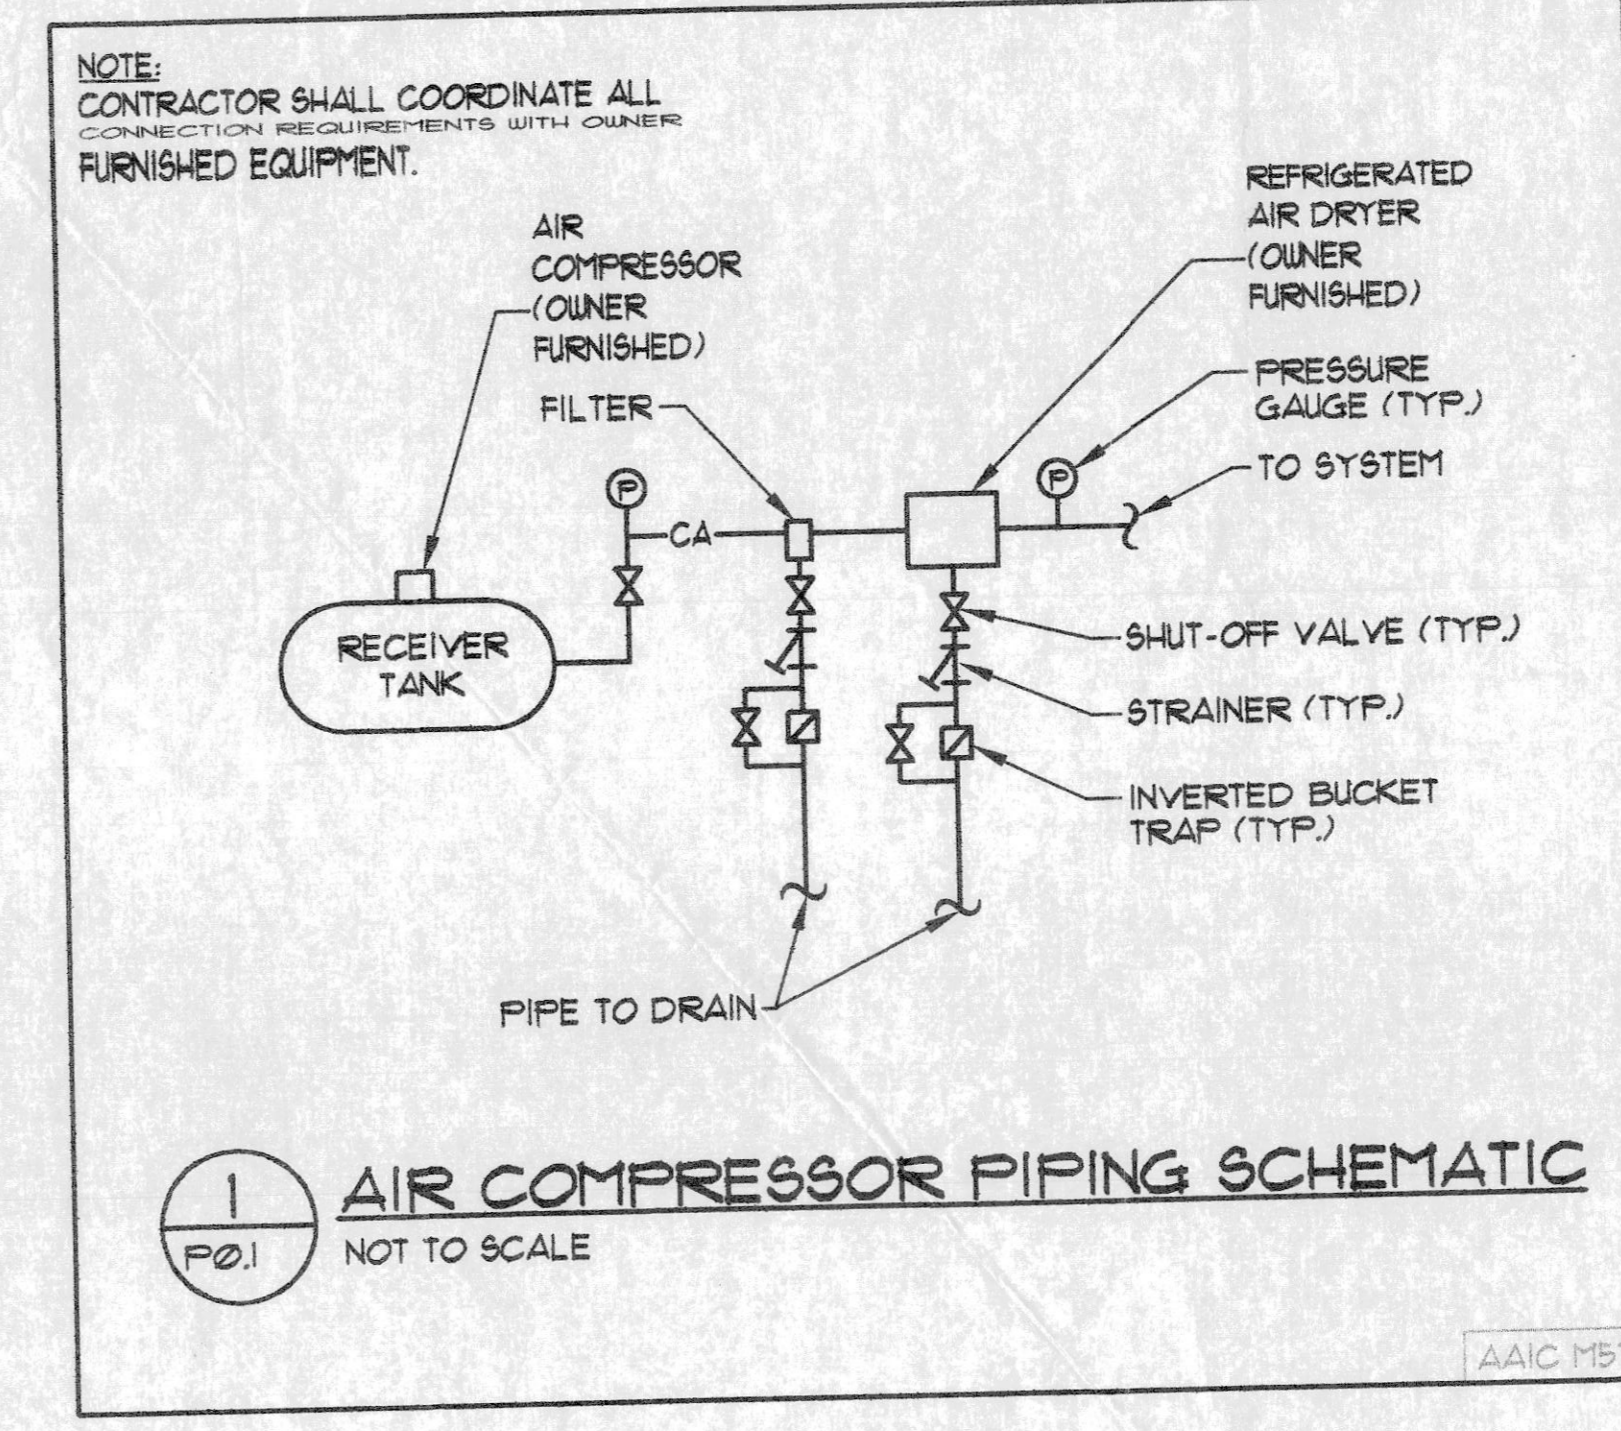 NOTE:
CONTRACTOR SHALL COORDINATE ALL
CONNECTION REQUIREMENTS WITH OWNER
FURNISHED EQUIPMENT.
AIR
COMPRESSOR
(OWNER
FURNISHED)
FILTER
REFRIGERATED
AIR DRYER
(OWNER
FURNISHED)
PRESSURE
GAUGE (TYP.)
TO SYSTEM
P
P
CA
RECEIVER
TANK
SHUT-OFF VALVE (TYP.)
STRAINER (TYP.)
INVERTED BUCKET
TRAP (TYP.)
PIPE TO DRAIN
1
PØ.1
AIR COMPRESSOR PIPING SCHEMATIC
NOT TO SCALE
AAIC